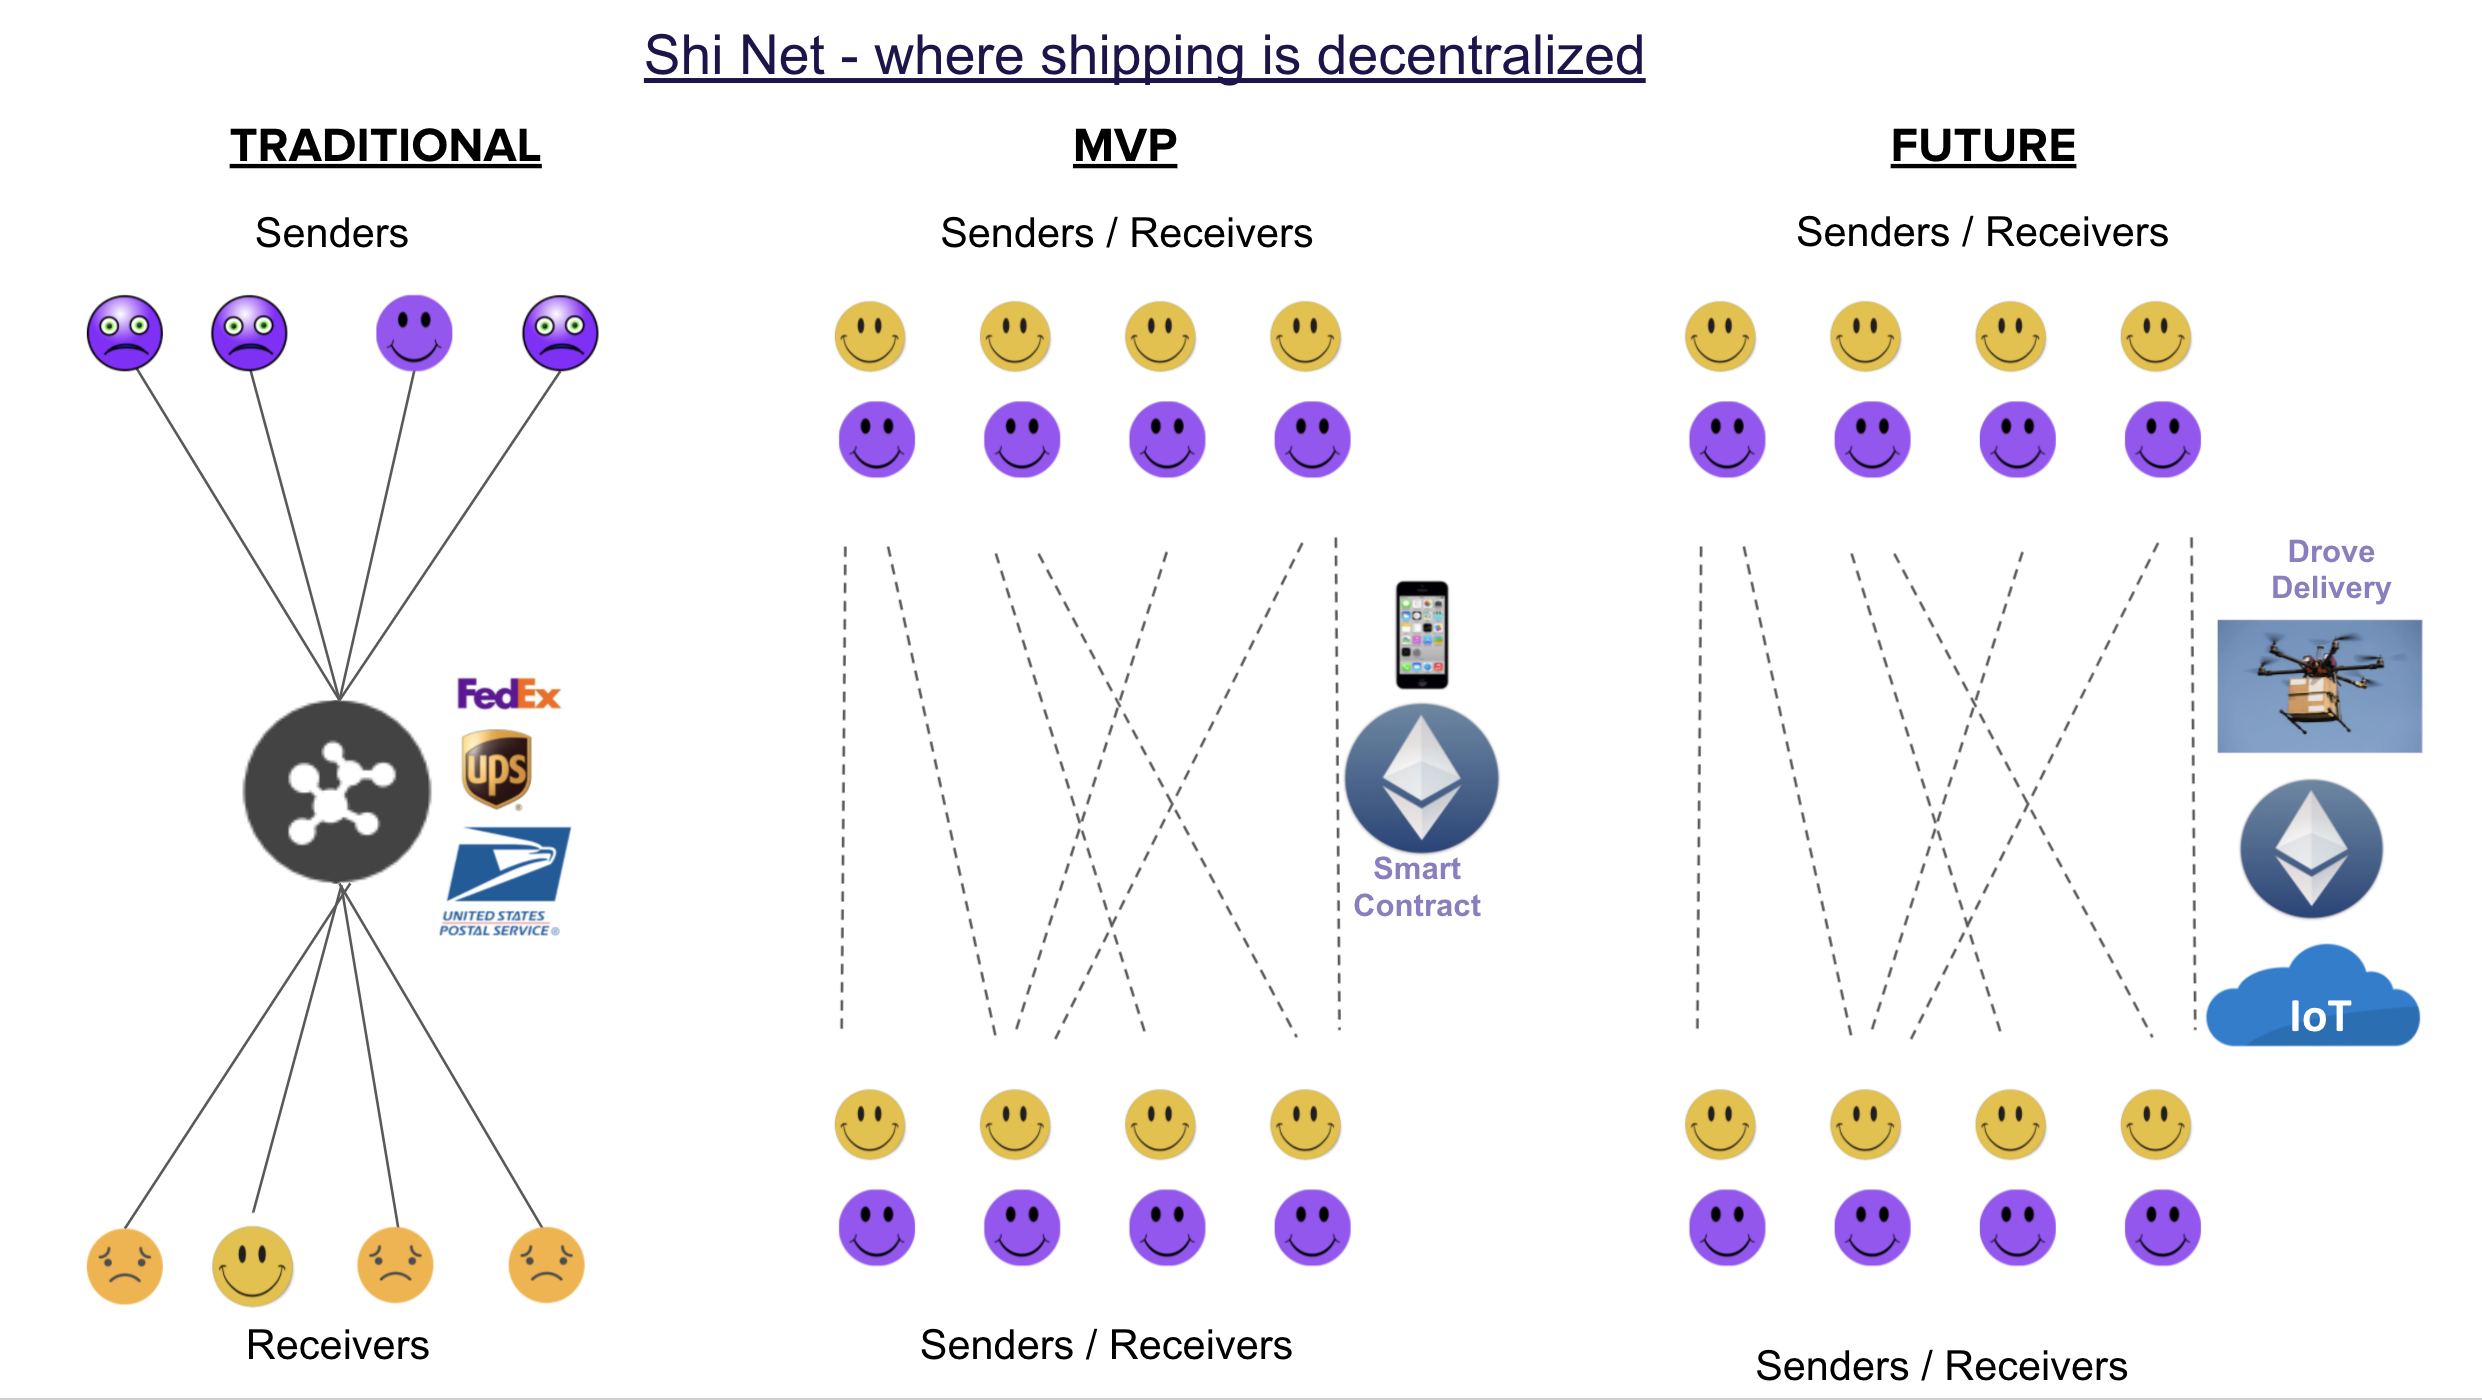 Shi Net - where shipping is decentralized
TRADITIONAL
MVP
FUTURE
Senders
Senders / Receivers
Senders / Receivers
FedEx
ups
UNITED STATES
POSTAL SERVICE®
Smart
Contract
Drove
Delivery
IoT
Receivers
Senders / Receivers
Senders / Receivers